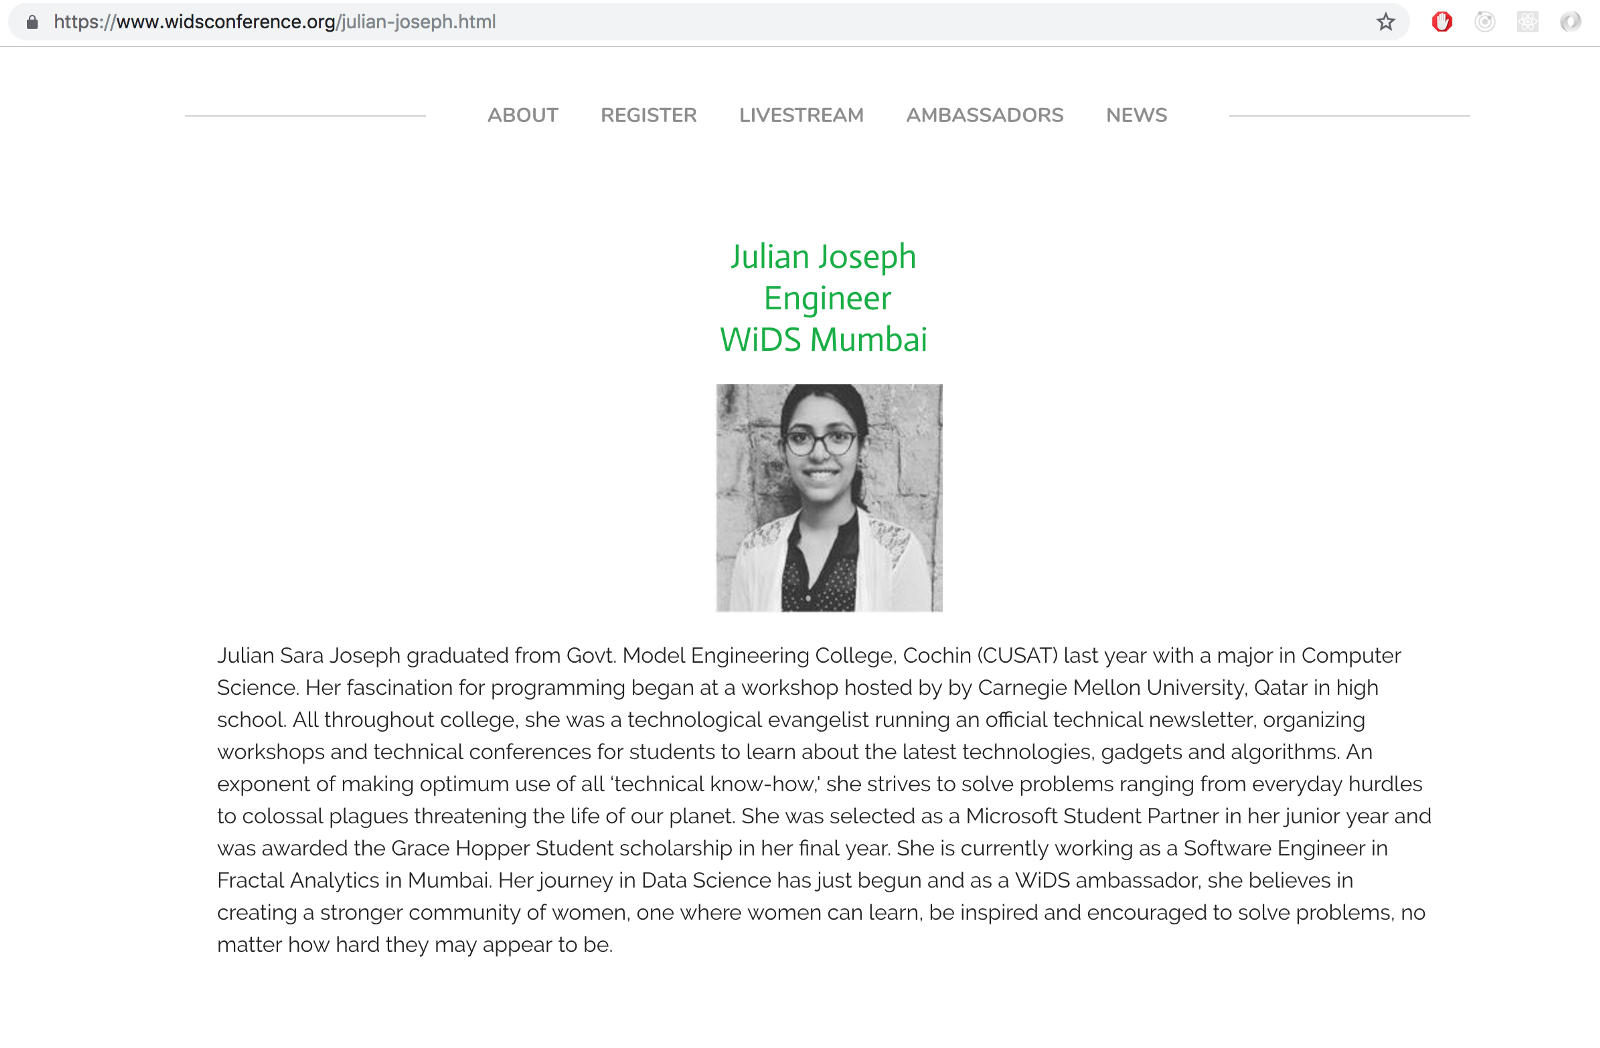 https://www.widsconference.org/julian-joseph.html
ABOUT REGISTER LIVESTREAM AMBASSADORS NEWS
Julian Joseph
Engineer
WiDS Mumbai
Julian Sara Joseph graduated from Govt. Model Engineering College, Cochin (CUSAT) last year with a major in Computer
Science. Her fascination for programming began at a workshop hosted by by Carnegie Mellon University, Qatar in high
school. All throughout college, she was a technological evangelist running an official technical newsletter, organizing
workshops and technical conferences for students to learn about the latest technologies, gadgets and algorithms. An
exponent of making optimum use of all ‘technical know-how,' she strives to solve problems ranging from everyday hurdles
to colossal plagues threatening the life of our planet. She was selected as a Microsoft Student Partner in her junior year and
was awarded the Grace Hopper Student scholarship in her final year. She is currently working as a Software Engineer in
Fractal Analytics in Mumbai. Her journey in Data Science has just begun and as a WiDS ambassador, she believes in
creating a stronger community of women, one where women can learn, be inspired and encouraged to solve problems, no
matter how hard they may appear to be.